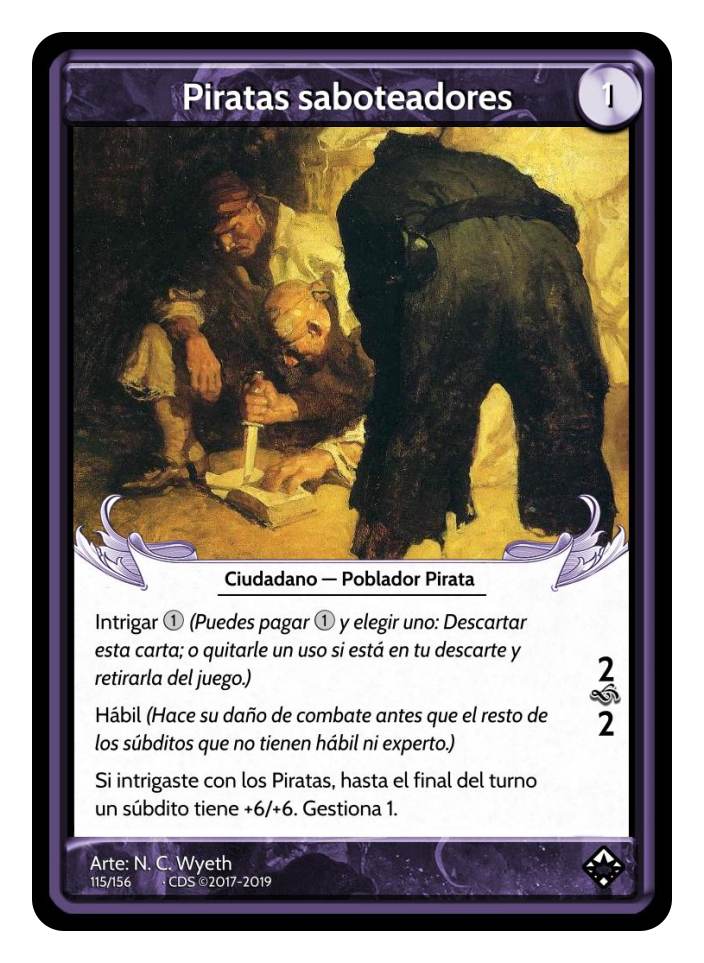 Piratas saboteadores
1
Ciudadano — Poblador Pirata
Intrigar 1 (Puedes pagar 1 y elegir uno: Descartar
esta carta; o quitarle un uso si está en tu descarte y
retirarla del juego.)
Hábil (Hace su daño de combate antes que el resto de
los súbditos que no tienen hábil ni experto.)
Si intrigaste con los Piratas, hasta el final del turno
un súbdito tiene +6/+6. Gestiona 1.
2
2
Arte: N. C. Wyeth
115/156 · CDS ©2017-2019